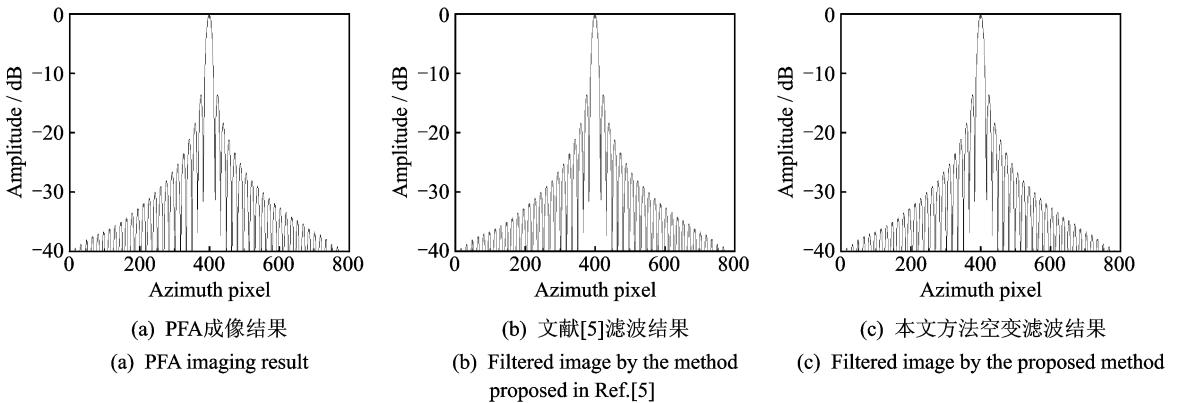 0
−10
−20
−30
−40
Amplitude / dB
0 200 400 600 800
Azimuth pixel
(a) PFA成像结果
(a) PFA imaging result
0
−10
−20
−30
−40
Amplitude / dB
0 200 400 600 800
Azimuth pixel
(b) 文献[5]滤波结果
(b) Filtered image by the method
proposed in Ref.[5]
0
−10
−20
−30
−40
Amplitude / dB
0 200 400 600 800
Azimuth pixel
(c) 本文方法空变滤波结果
(c) Filtered image by the proposed method